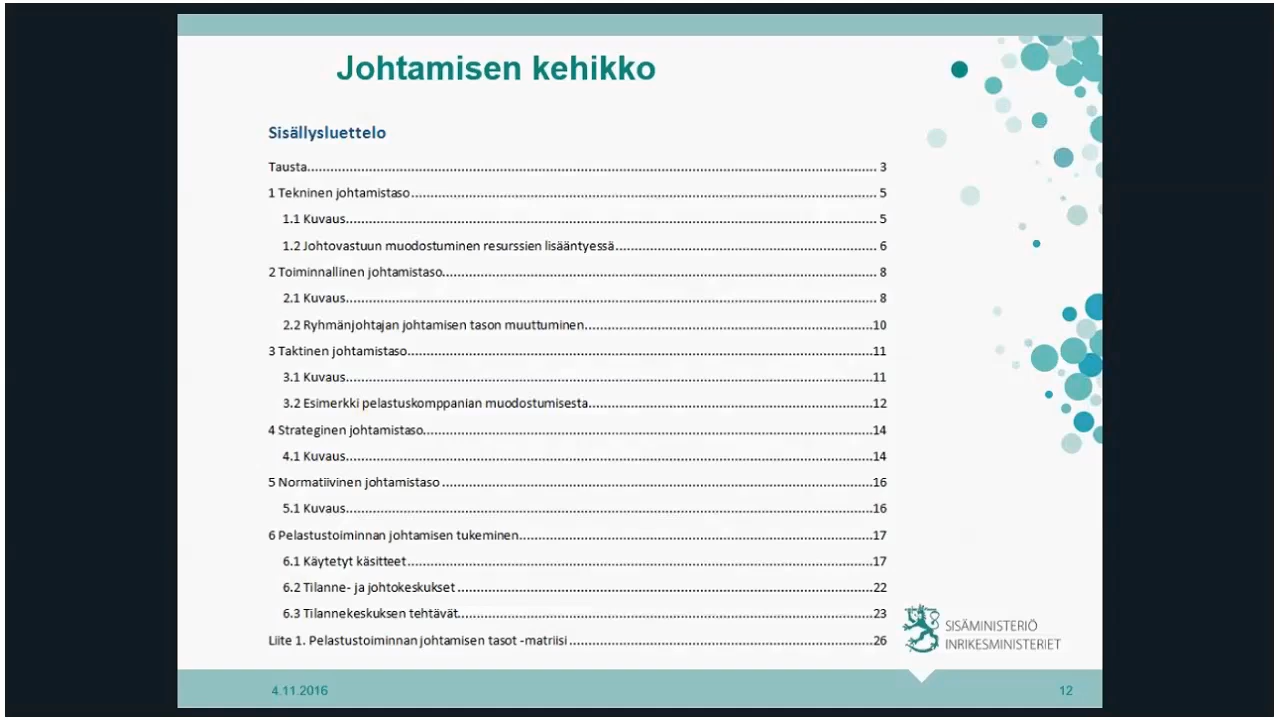 Johtamisen kehikko
Sisällysluettelo
Tausta 3
1 Tekninen johtamistaso 5
1.1 Kuvaus 5
1.2 Johtovastuun muodostuminen resurssien lisääntyessä 6
2 Toiminnallinen johtamistaso 8
2.1 Kuvaus 8
2.2 Ryhmänjohtajan johtamisen tason muuttuminen 10
3 Taktinen johtamistaso 11
3.1 Kuvaus 11
3.2 Esimerkki pelastuskomppanian muodostumisesta 12
4 Strateginen johtamistaso 14
4.1 Kuvaus 14
5 Normatiivinen johtamistaso 16
5.1 Kuvaus 16
6 Pelastustoiminnan johtamisen tukeminen 17
6.1 Käytetyt käsitteet 17
6.2 Tilanne- ja johtokeskukset 22
6.3 Tilannekeskuksen tehtävät 23
Liite 1. Pelastustoiminnan johtamisen tasot -matriisi 26
SISÄMINISTERIÖ
INRIKESMINISTERIET
4.11.2016
12